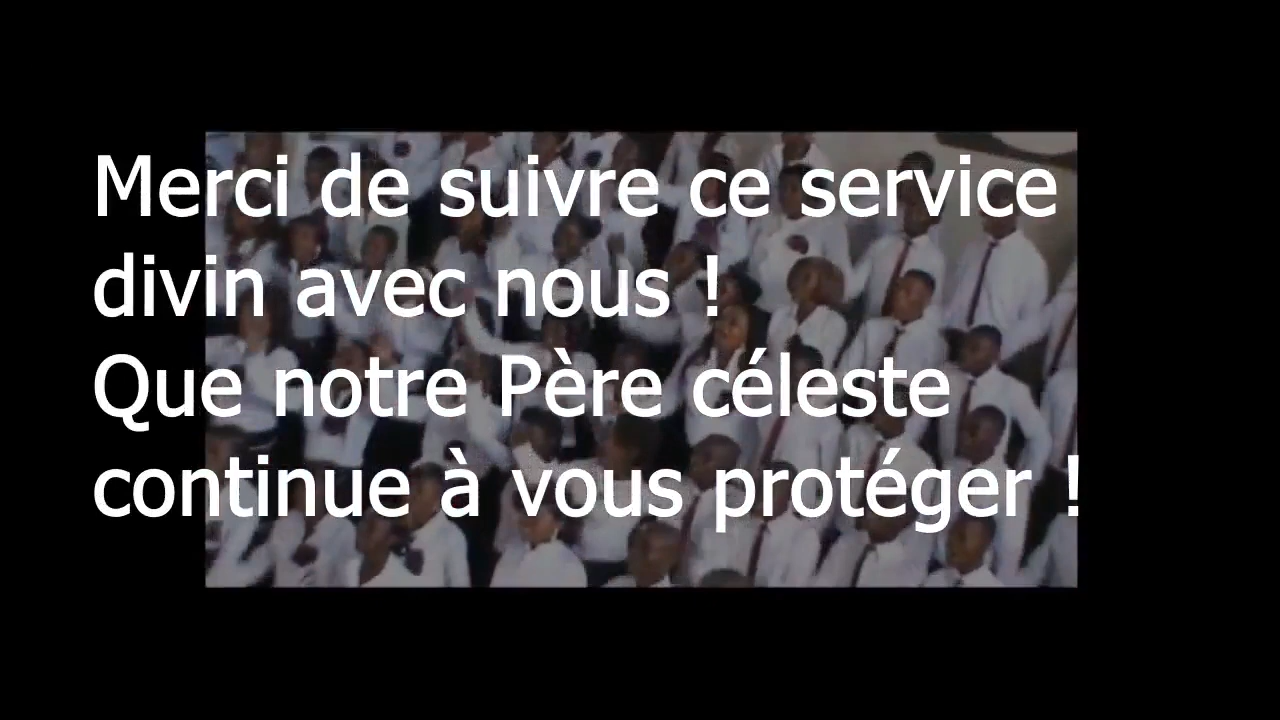 Merci de suivre ce service
divin avec nous !
Que notre Père céleste
continue à vous protéger !